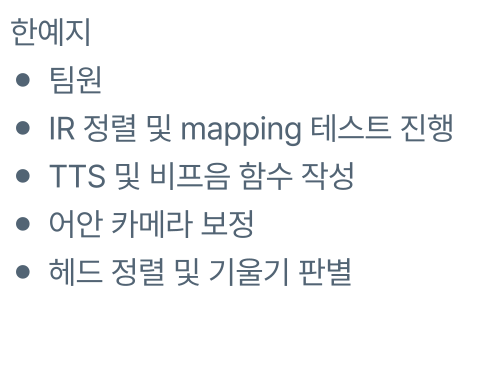 한예지
• 팀원
• IR 정렬 및 mapping 테스트 진행
• TTS 및 비프음 함수 작성
• 어안 카메라 보정
• 헤드 정렬 및 기울기 판별